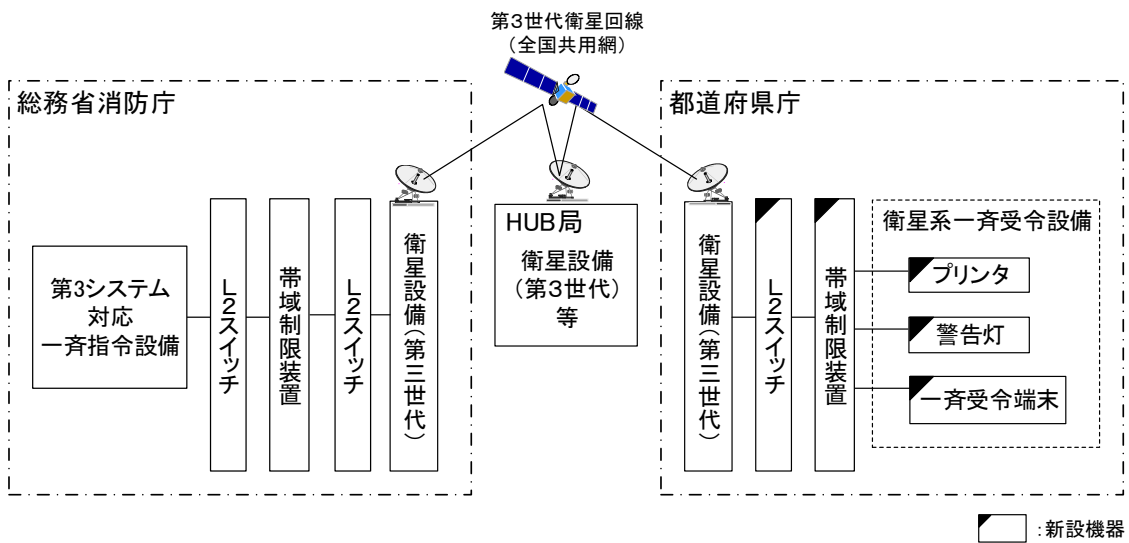 第3世代衛星回線
（全国共用網）
総務省消防庁
第3システム
対応
一斉指令設備
L2スイッチ
帯域制限装置
L2スイッチ
衛星設備（第三世代）
HUB局
衛星設備
（第3世代）
等
都道府県庁
衛星設備（第三世代）
L2スイッチ
帯域制限装置
衛星系一斉受令設備
プリンタ
警告灯
一斉受令端末
：新設機器